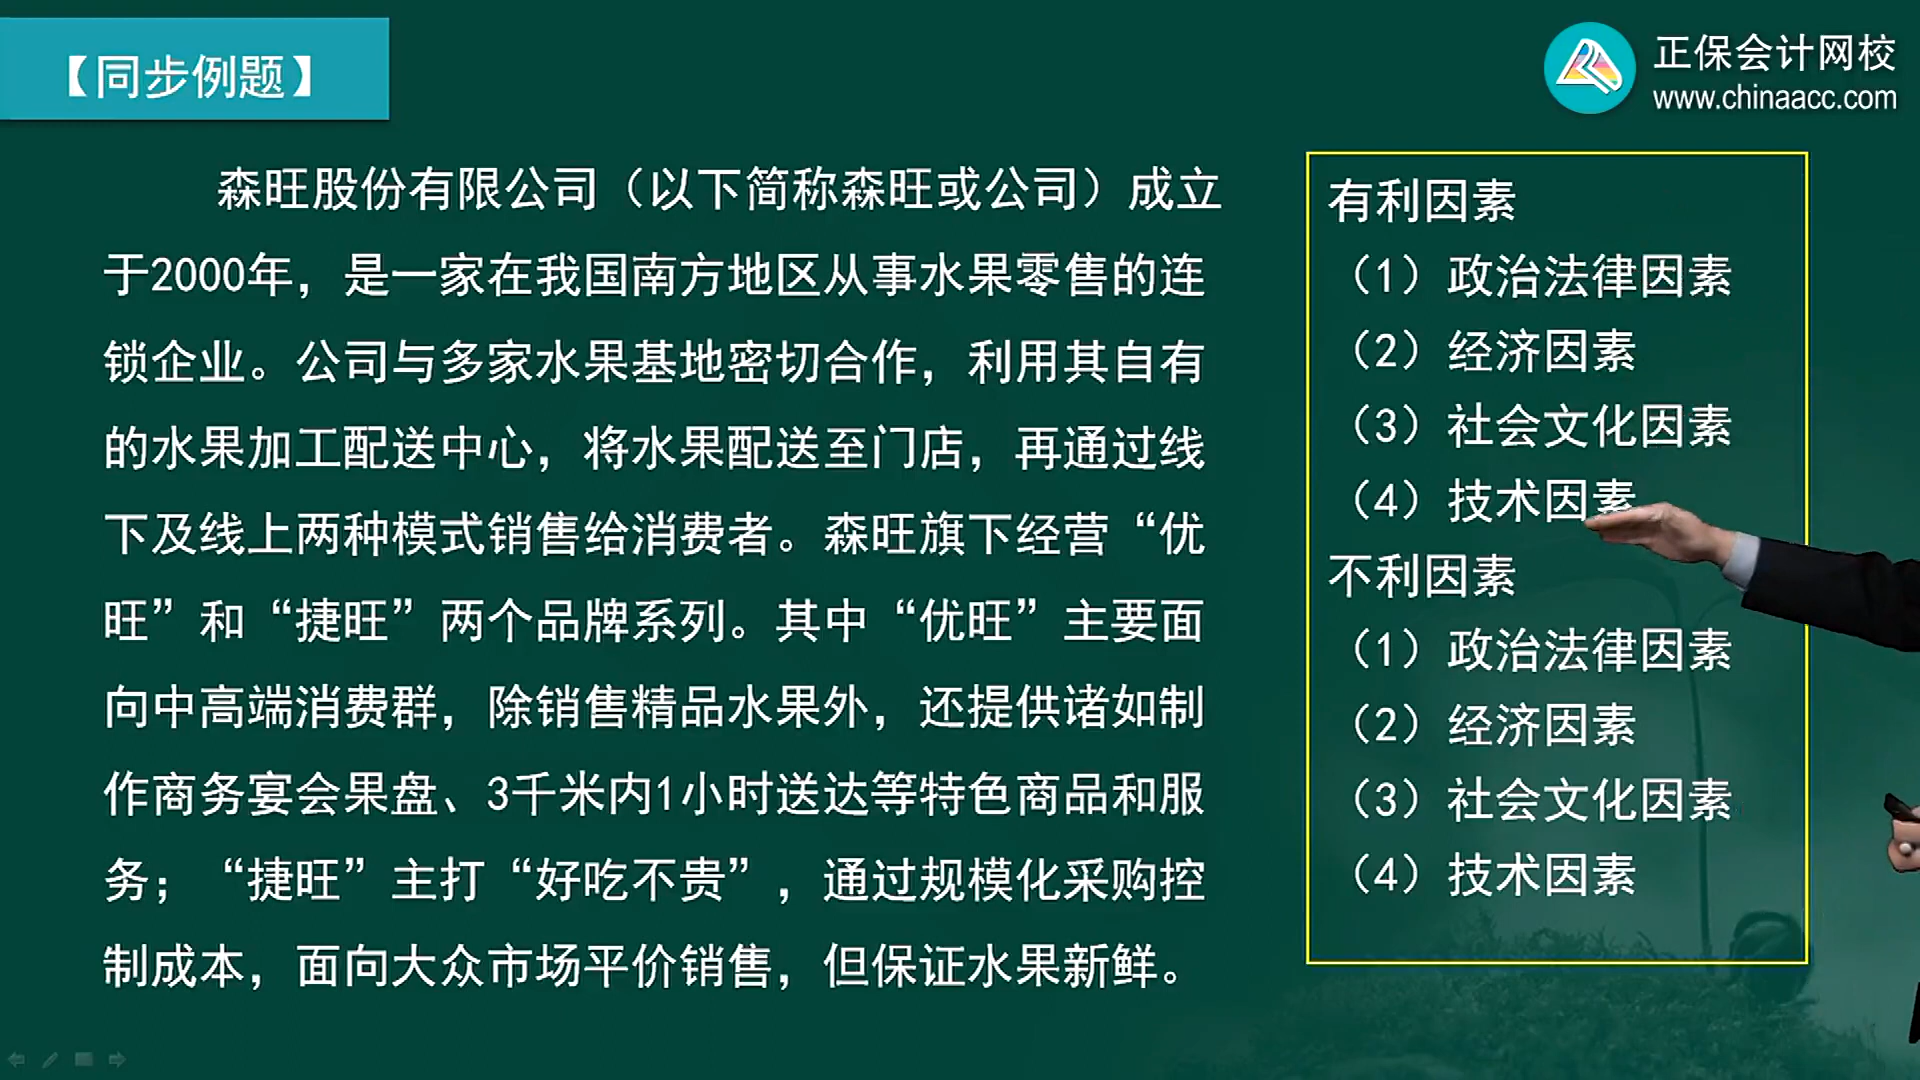 【同步例题】
正保会计网校
www.chinaacc.com
森旺股份有限公司（以下简称森旺或公司）成立
于2000年，是一家在我国南方地区从事水果零售的连
锁企业。公司与多家水果基地密切合作，利用其自有
的水果加工配送中心，将水果配送至门店，再通过线
下及线上两种模式销售给消费者。森旺旗下经营“优
旺”和“捷旺”两个品牌系列。其中“优旺”主要面
向中高端消费群，除销售精品水果外，还提供诸如制
作商务宴会果盘、3千米内1小时送达等特色商品和服
务；“捷旺”主打“好吃不贵”，通过规模化采购控
制成本，面向大众市场平价销售，但保证水果新鲜。
有利因素
（1）政治法律因素
（2）经济因素
（3）社会文化因素
（4）技术因素
不利因素
（1）政治法律因素
（2）经济因素
（3）社会文化因素
（4）技术因素